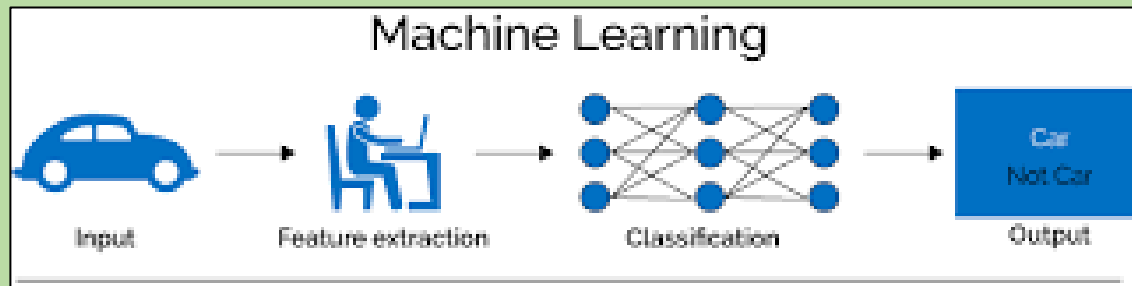 Machine Learning
Car
Not Car
Input
Feature extraction
Classification
Output